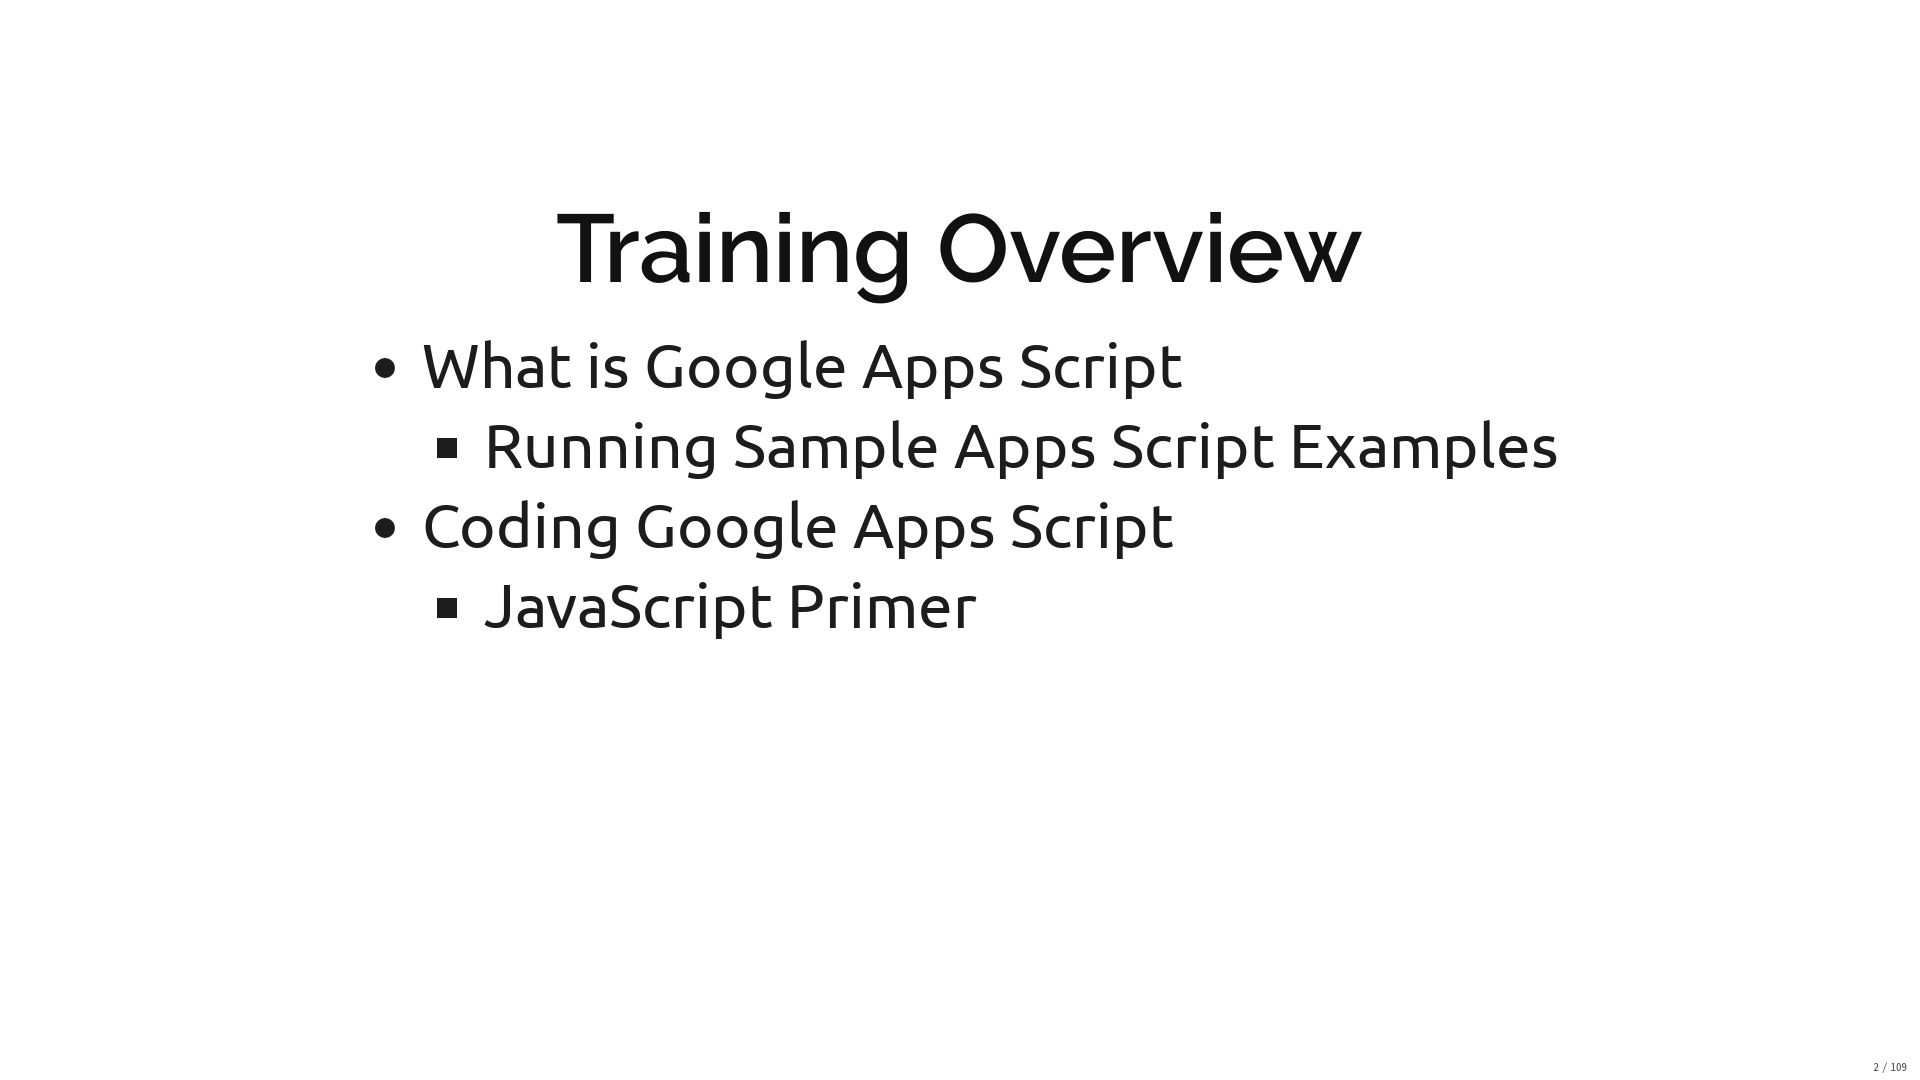 Training Overview
• What is Google Apps Script
▪ Running Sample Apps Script Examples
• Coding Google Apps Script
▪ JavaScript Primer
2 / 109